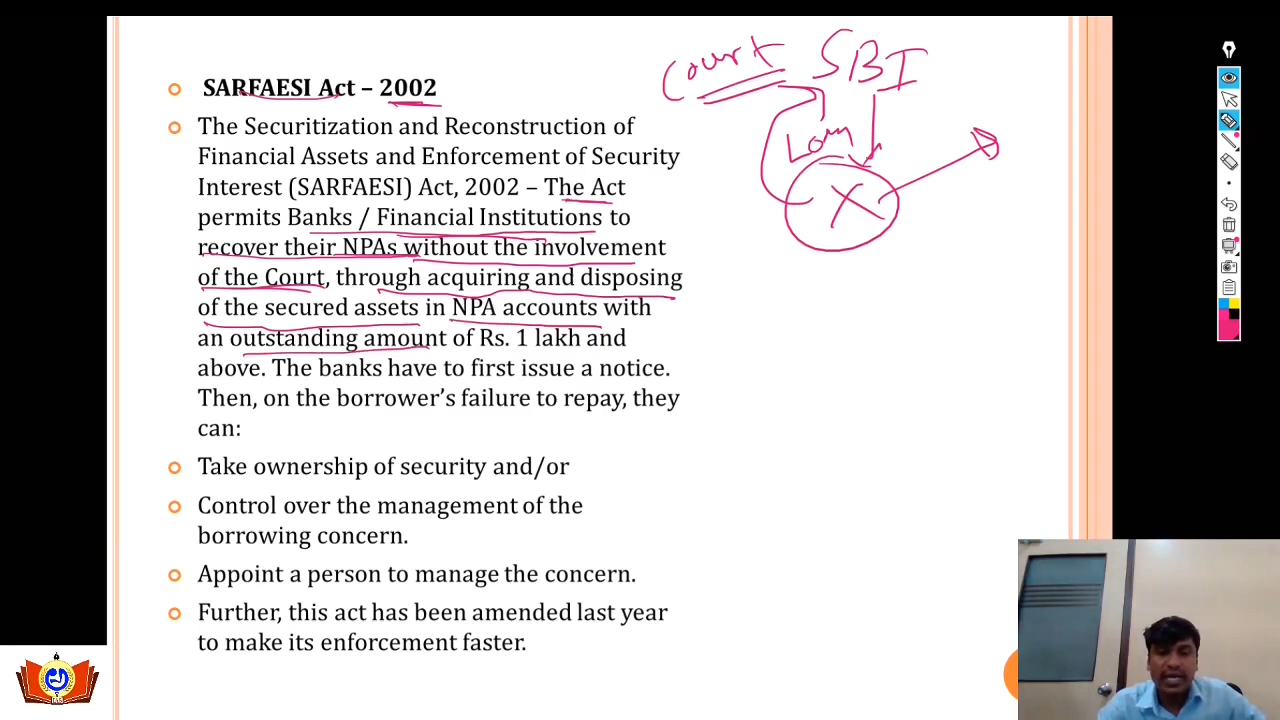 SARFAESI Act – 2002
The Securitization and Reconstruction of
Financial Assets and Enforcement of Security
Interest (SARFAESI) Act, 2002 – The Act
permits Banks / Financial Institutions to
recover their NPAs without the involvement
of the Court, through acquiring and disposing
of the secured assets in NPA accounts with
an outstanding amount of Rs. 1 lakh and
above. The banks have to first issue a notice.
Then, on the borrower’s failure to repay, they
can:
Take ownership of security and/or
Control over the management of the
borrowing concern.
Appoint a person to manage the concern.
Further, this act has been amended last year
to make its enforcement faster.
Court SBI
Loan
X